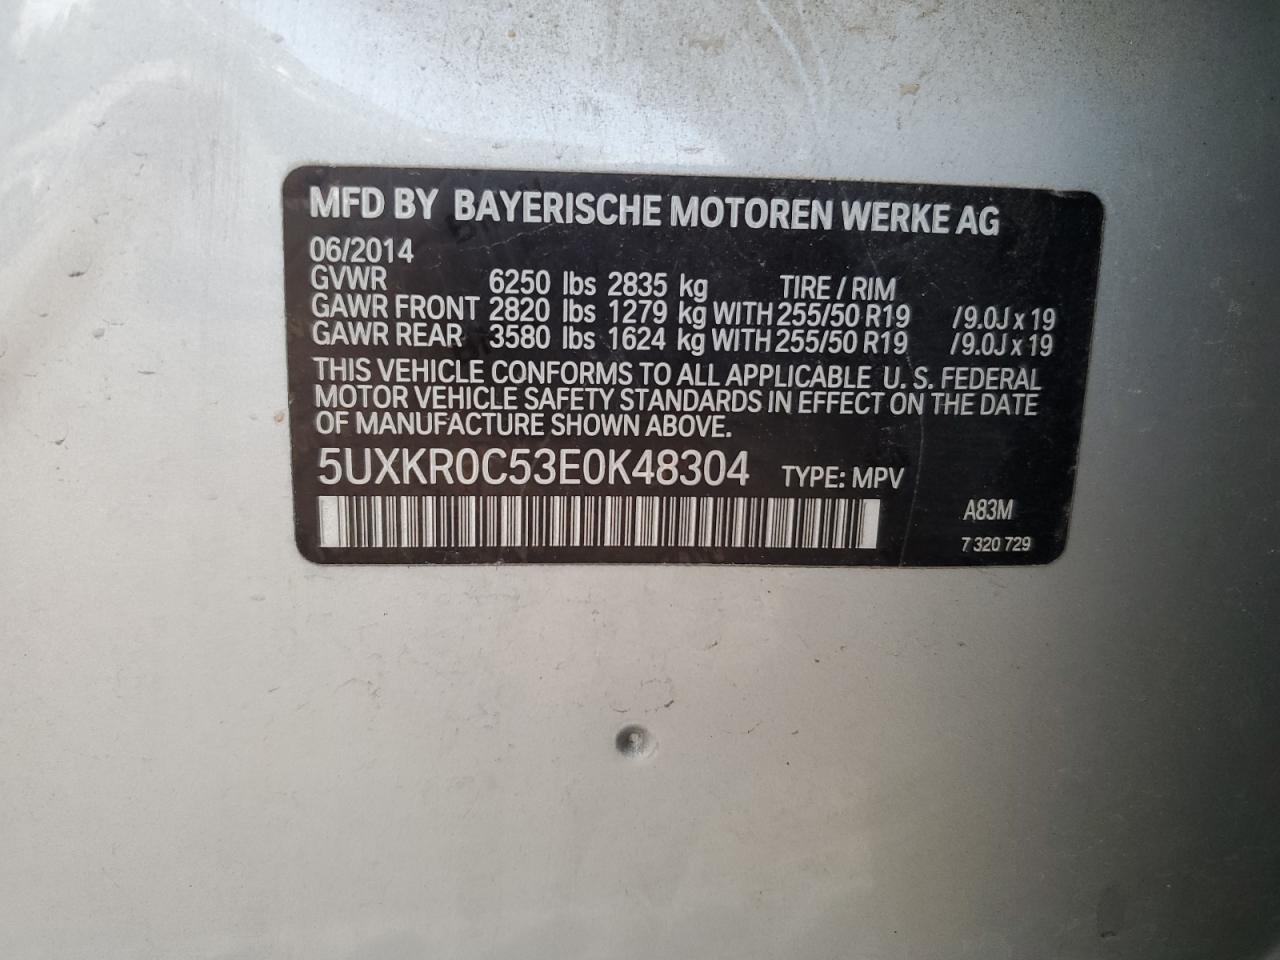 MFD BY BAYERISCHE MOTOREN WERKE AG
06/2014
GVWR 6250 lbs 2835 kg TIRE / RIM
GAWR FRONT 2820 lbs 1279 kg WITH 255/50 R19 /9.0J x 19
GAWR REAR 3580 lbs 1624 kg WITH 255/50 R19 /9.0J x 19
THIS VEHICLE CONFORMS TO ALL APPLICABLE U. S. FEDERAL
MOTOR VEHICLE SAFETY STANDARDS IN EFFECT ON THE DATE
OF MANUFACTURE SHOWN ABOVE.
5UXKR0C53E0K48304 TYPE: MPV
A83M
7 320 729